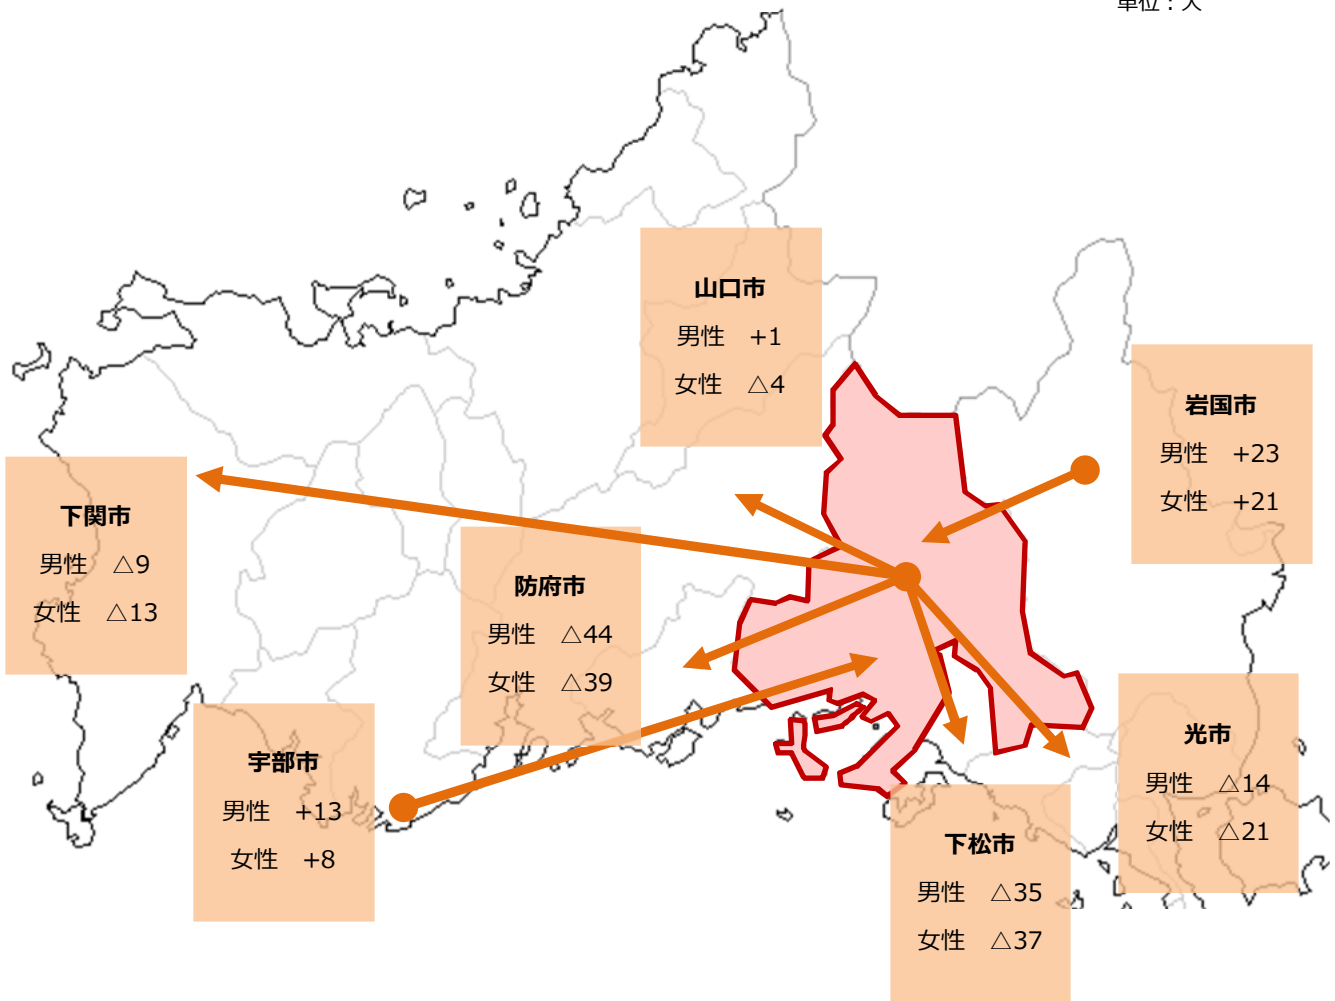 単位：人
山口市
男性　+1
女性　△4
岩国市
男性　+23
女性　+21
下関市
男性　△9
女性　△13
防府市
男性　△44
女性　△39
宇部市
男性　+13
女性　+8
光市
男性　△14
女性　△21
下松市
男性　△35
女性　△37